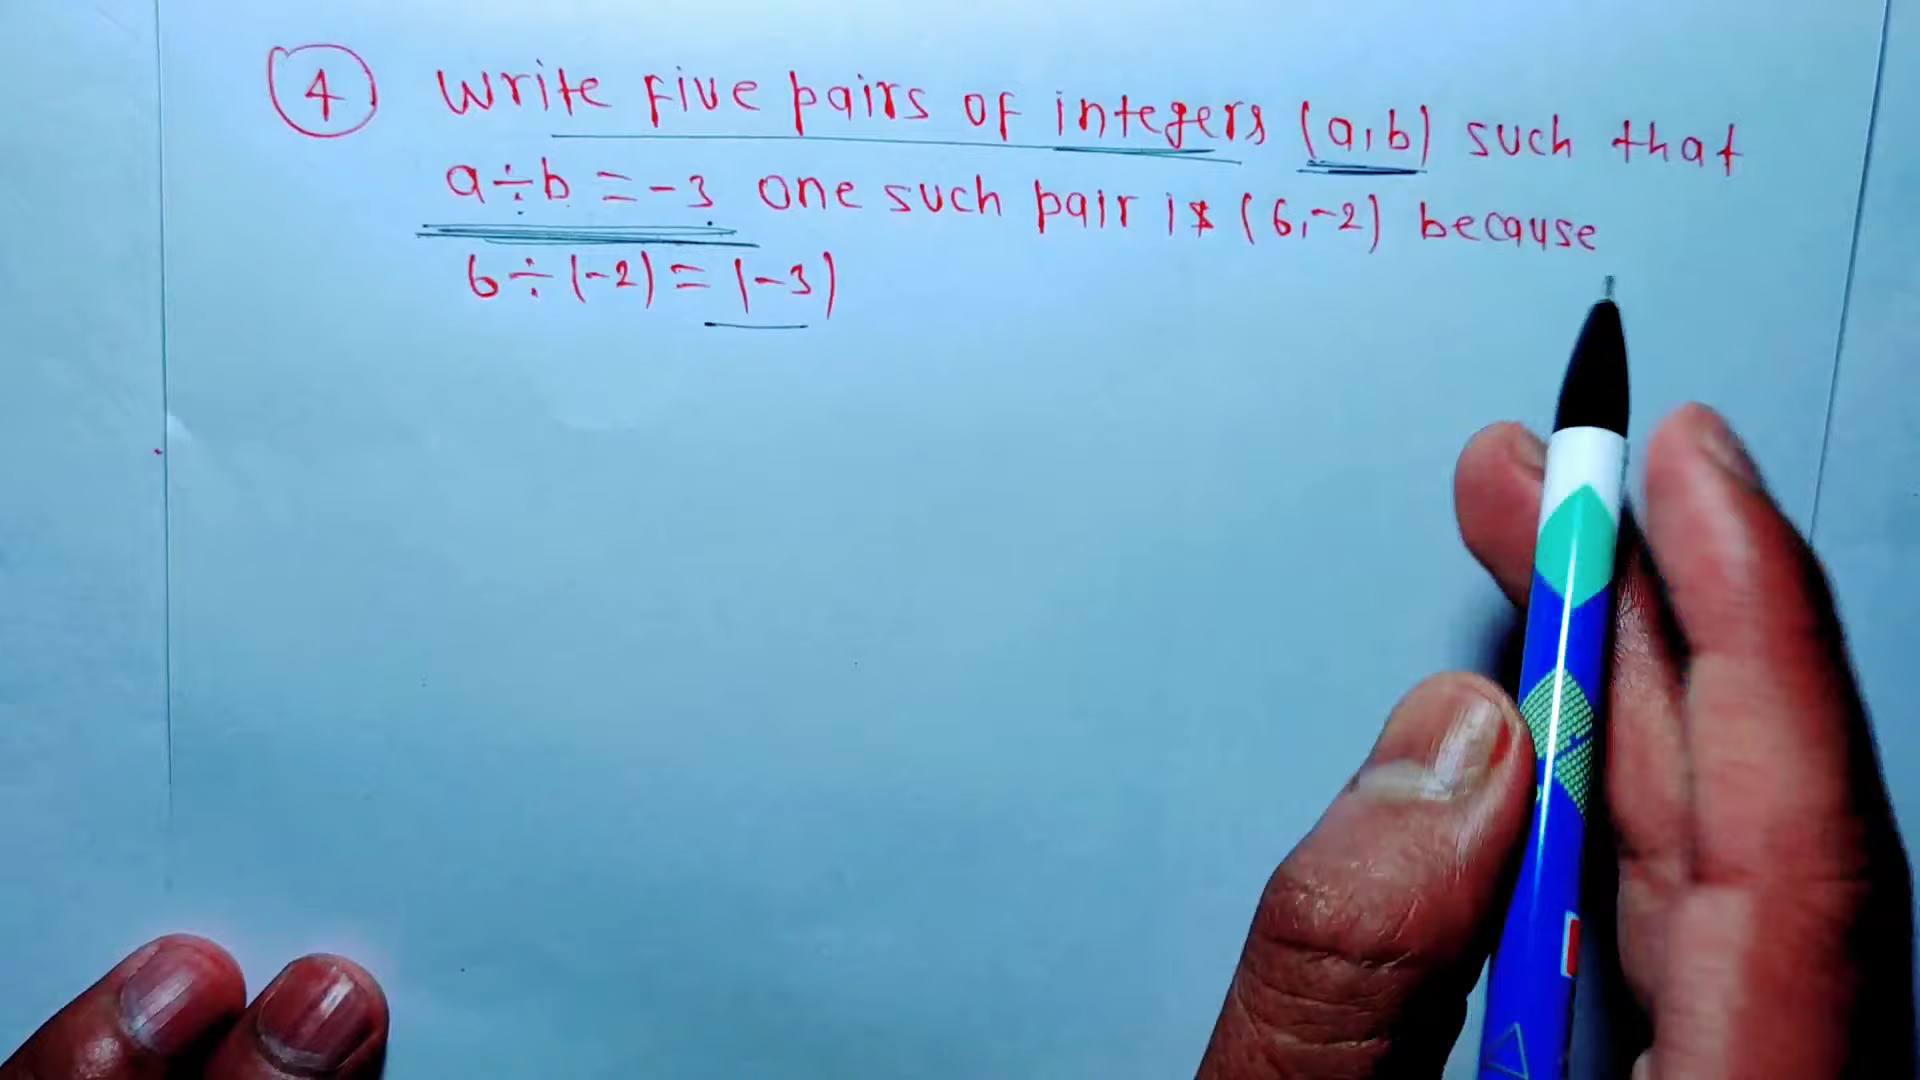 4 Write five pairs of integers (a,b) such that
a÷b = -3 one such pair is (6,-2) because
6÷(-2) = (-3)